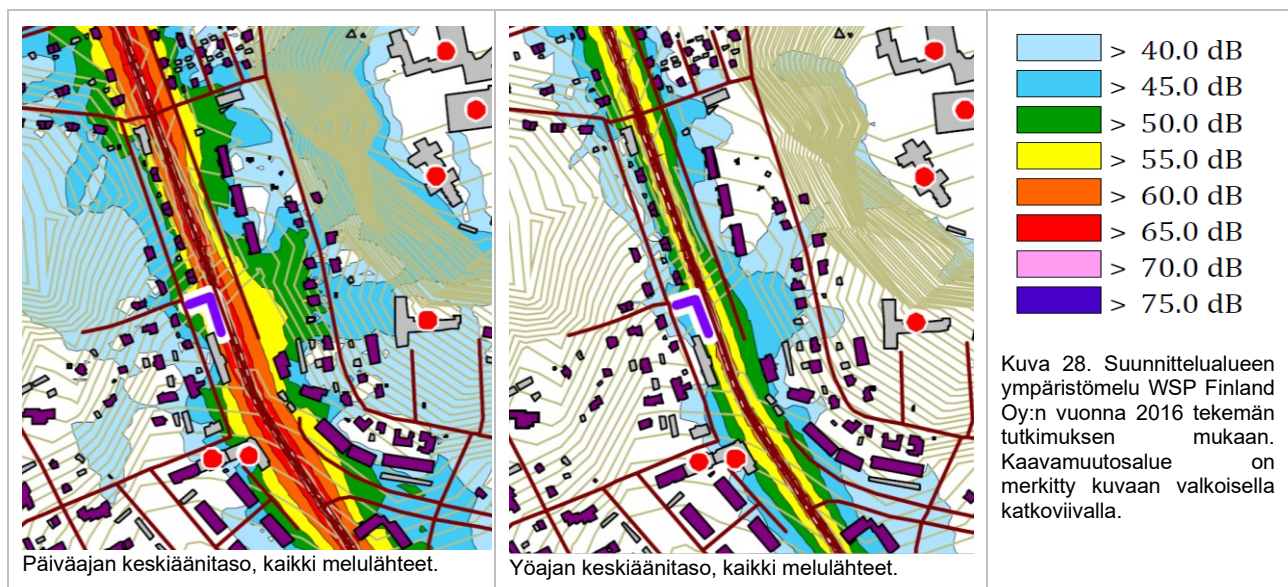 Päiväajan keskiäänitaso, kaikki melulähteet.
Yöajan keskiäänitaso, kaikki melulähteet.
> 40.0 dB
> 45.0 dB
> 50.0 dB
> 55.0 dB
> 60.0 dB
> 65.0 dB
> 70.0 dB
> 75.0 dB
Kuva 28. Suunnittelualueen
ympäristömelu WSP Finland
Oy:n vuonna 2016 tekemän
tutkimuksen mukaan.
Kaavamuutosalue on
merkitty kuvaan valkoisella
katkoviivalla.